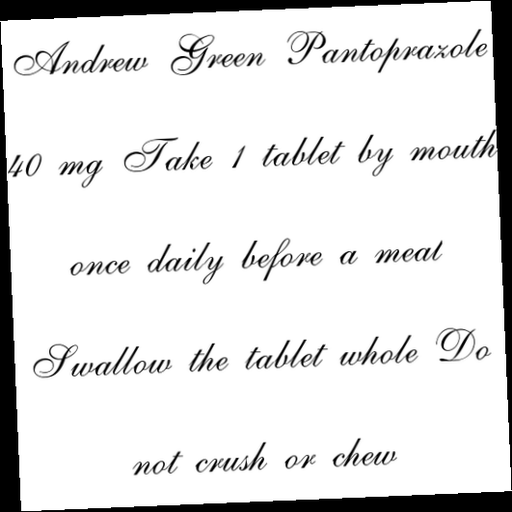 Andrew Green Pantoprazole
40 mg Take 1 tablet by mouth
once daily before a meal
Swallow the tablet whole Do
not crush or chew